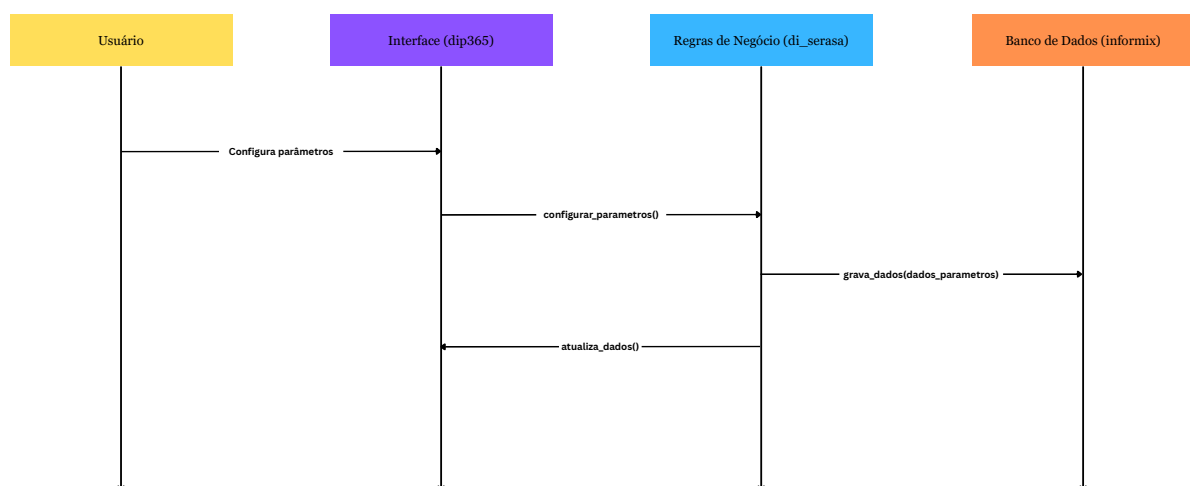 Usuário
Interface (dip365)
Regras de Negócio (di_serasa)
Banco de Dados (informix)
Configura parâmetros
configurar_parametros()
grava_dados(dados_parametros)
atualiza_dados()